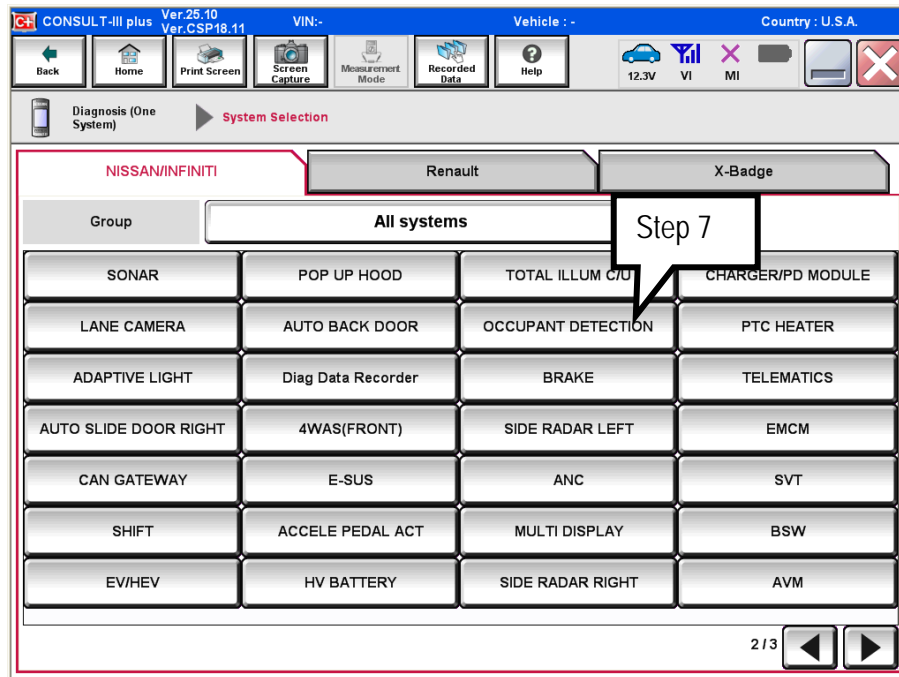 C+ CONSULT-III plus Ver.25.10 VIN:- Vehicle : - Country : U.S.A.
Ver.CSP18.11
Back Home Print Screen Screen Capture Measurement Mode Recorded Data Help 12.3V VI MI
Diagnosis (One System) System Selection
NISSAN/INFINITI Renault X-Badge
Group All systems
Step 7
SONAR POP UP HOOD TOTAL ILLUM C/U CHARGER/PD MODULE
LANE CAMERA AUTO BACK DOOR OCCUPANT DETECTION PTC HEATER
ADAPTIVE LIGHT Diag Data Recorder BRAKE TELEMATICS
AUTO SLIDE DOOR RIGHT 4WAS(FRONT) SIDE RADAR LEFT EMCM
CAN GATEWAY E-SUS ANC SVT
SHIFT ACCELE PEDAL ACT MULTI DISPLAY BSW
EV/HEV HV BATTERY SIDE RADAR RIGHT AVM
2/3